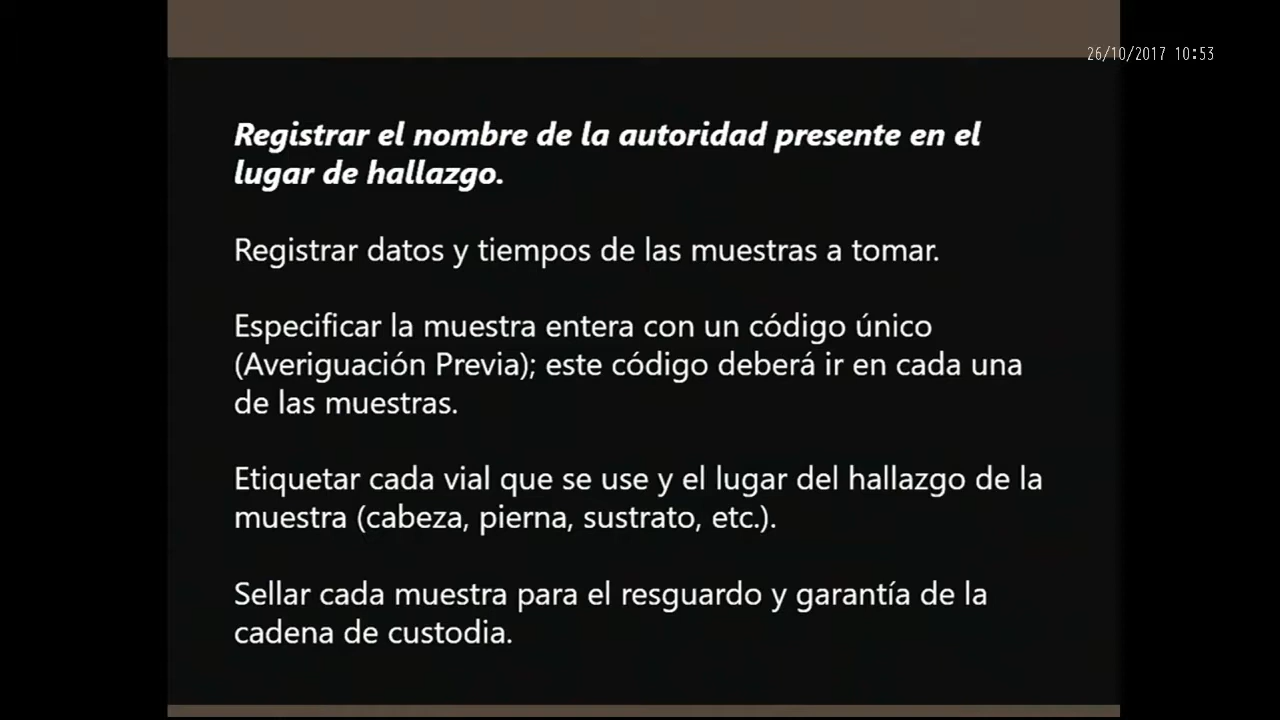 26/10/2017 10:53
Registrar el nombre de la autoridad presente en el
lugar de hallazgo.
Registrar datos y tiempos de las muestras a tomar.
Especificar la muestra entera con un código único
(Averiguación Previa); este código deberá ir en cada una
de las muestras.
Etiquetar cada vial que se use y el lugar del hallazgo de la
muestra (cabeza, pierna, sustrato, etc.).
Sellar cada muestra para el resguardo y garantía de la
cadena de custodia.